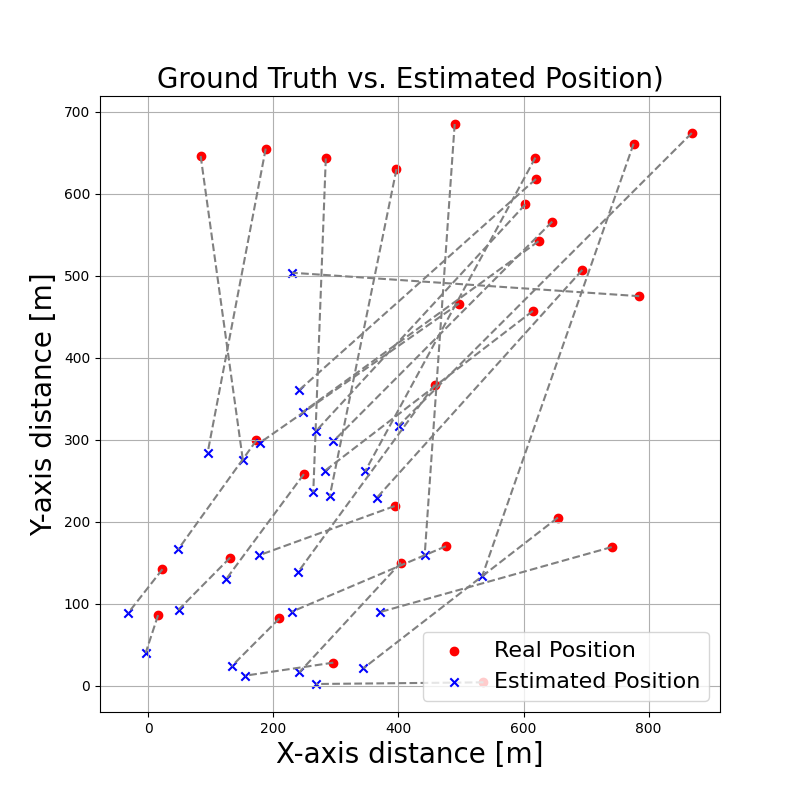 Ground Truth vs. Estimated Position)
Y-axis distance [m]
700
600
500
400
300
200
100
0
0 200 400 600 800
X-axis distance [m]
Real Position
Estimated Position